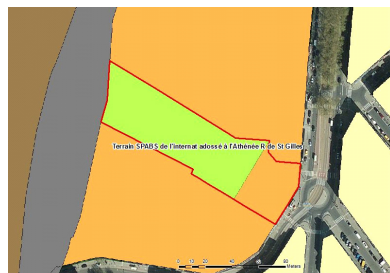 Terrain SPABS de l'internat adossé à l'Athénée R de St Gilles
0 10 20 40 60 80
Meters